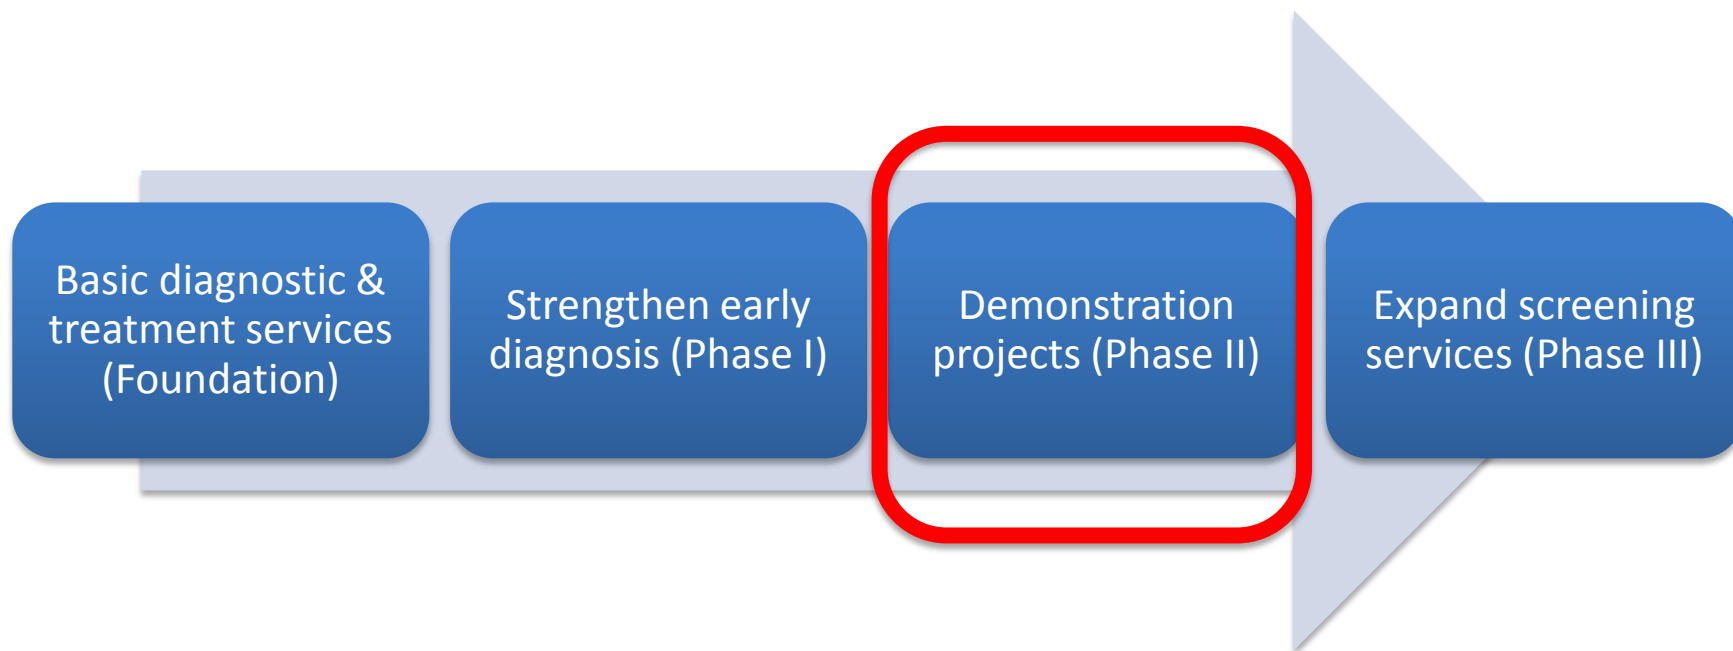 Basic diagnostic &
treatment services
(Foundation)
Strengthen early
diagnosis (Phase I)
Demonstration
projects (Phase II)
Expand screening
services (Phase III)